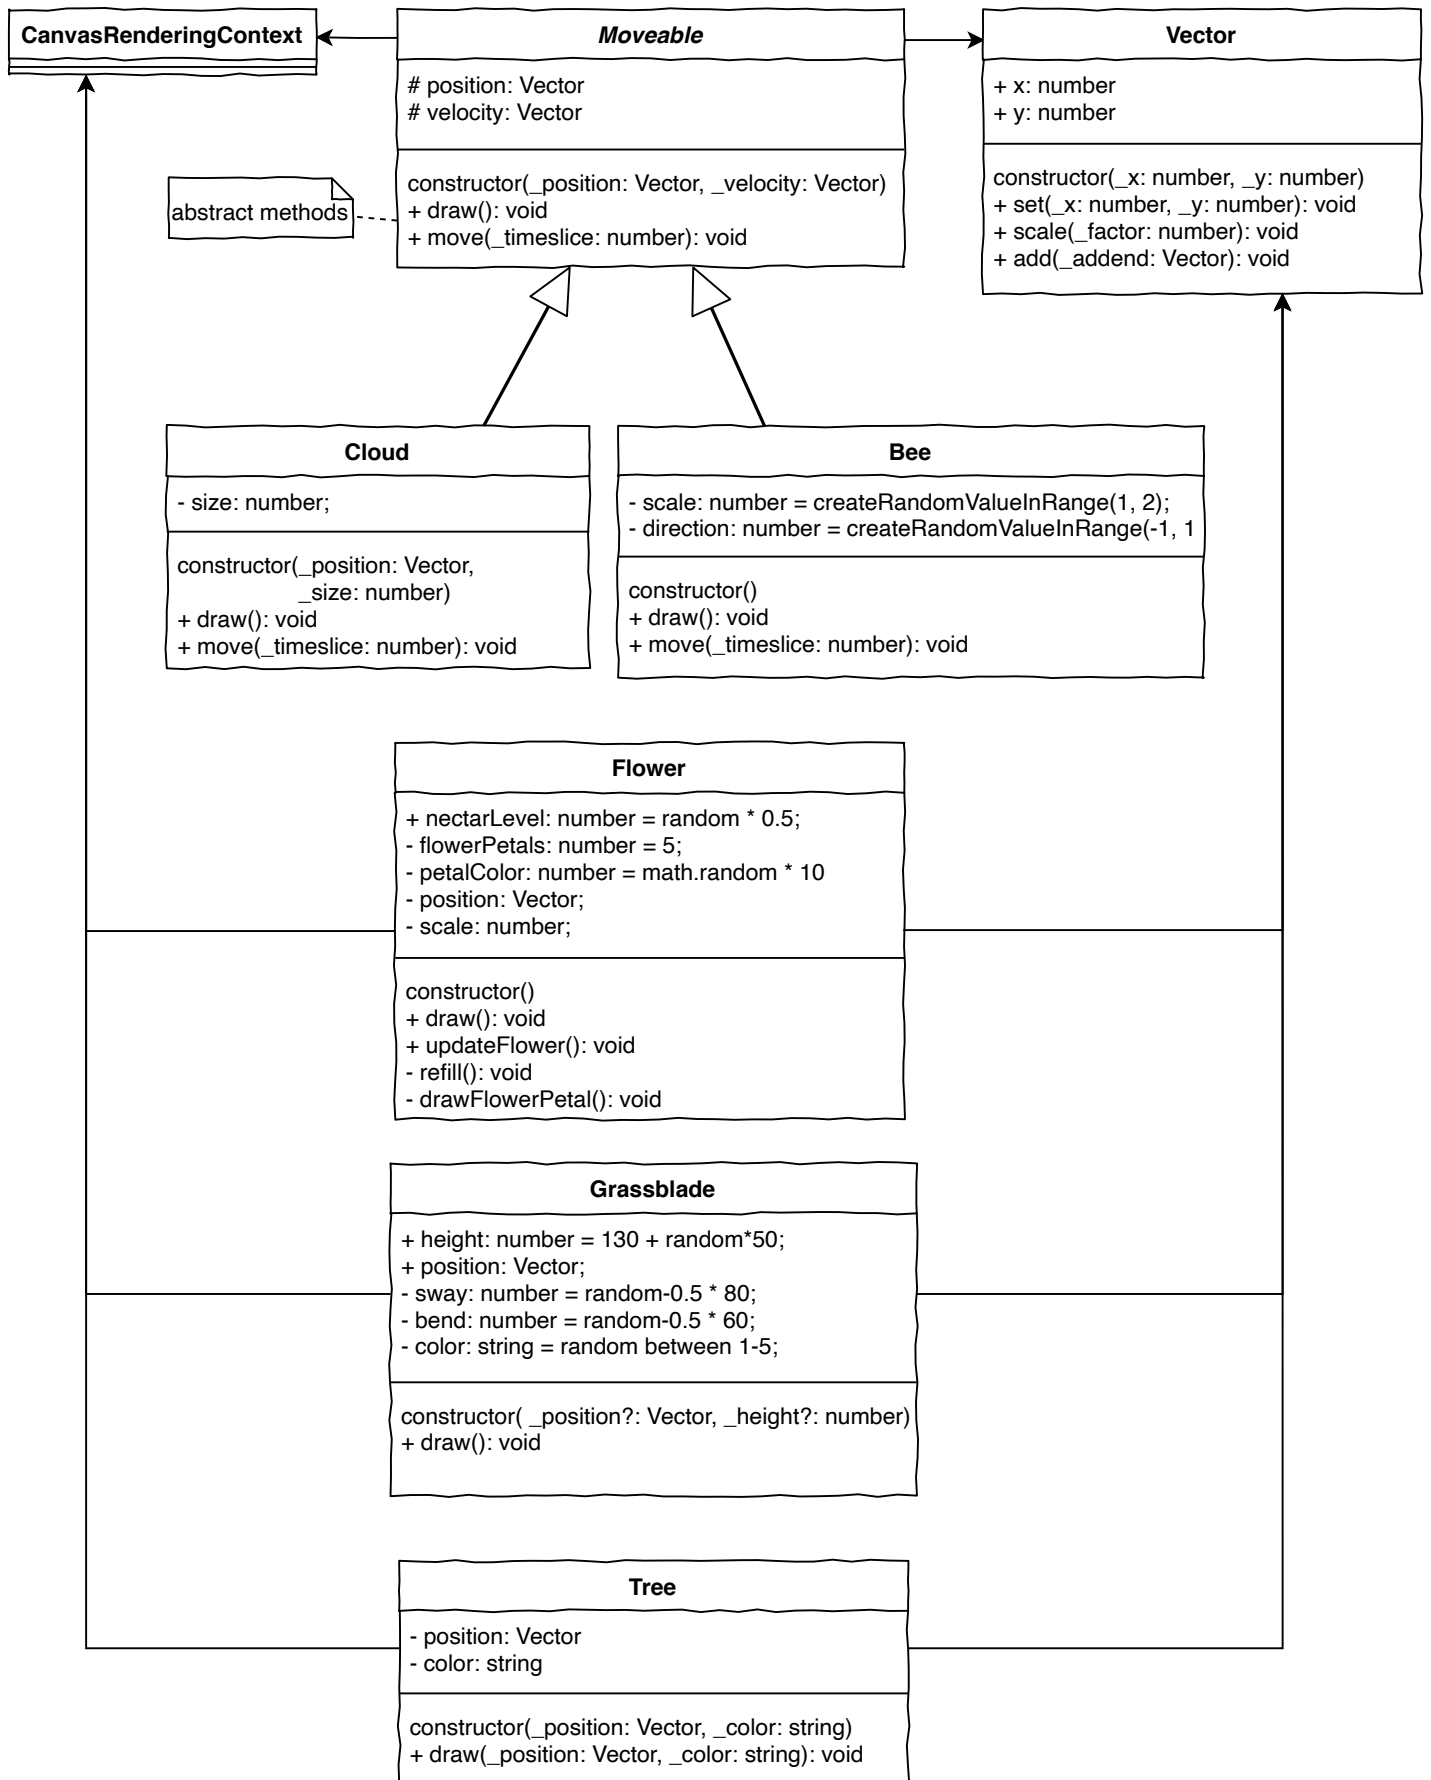 CanvasRenderingContext
Moveable
# position: Vector
# velocity: Vector
constructor(_position: Vector, _velocity: Vector)
+ draw(): void
+ move(_timeslice: number): void
abstract methods
Vector
+ x: number
+ y: number
constructor(_x: number, _y: number)
+ set(_x: number, _y: number): void
+ scale(_factor: number): void
+ add(_addend: Vector): void
Cloud
- size: number;
constructor(_position: Vector,
_size: number)
+ draw(): void
+ move(_timeslice: number): void
Bee
- scale: number = createRandomValueInRange(1, 2);
- direction: number = createRandomValueInRange(-1, 1
constructor()
+ draw(): void
+ move(_timeslice: number): void
Flower
+ nectarLevel: number = random * 0.5;
- flowerPetals: number = 5;
- petalColor: number = math.random * 10
- position: Vector;
- scale: number;
constructor()
+ draw(): void
+ updateFlower(): void
- refill(): void
- drawFlowerPetal(): void
Grassblade
+ height: number = 130 + random*50;
+ position: Vector;
- sway: number = random-0.5 * 80;
- bend: number = random-0.5 * 60;
- color: string = random between 1-5;
constructor( _position?: Vector, _height?: number)
+ draw(): void
Tree
- position: Vector
- color: string
constructor(_position: Vector, _color: string)
+ draw(_position: Vector, _color: string): void